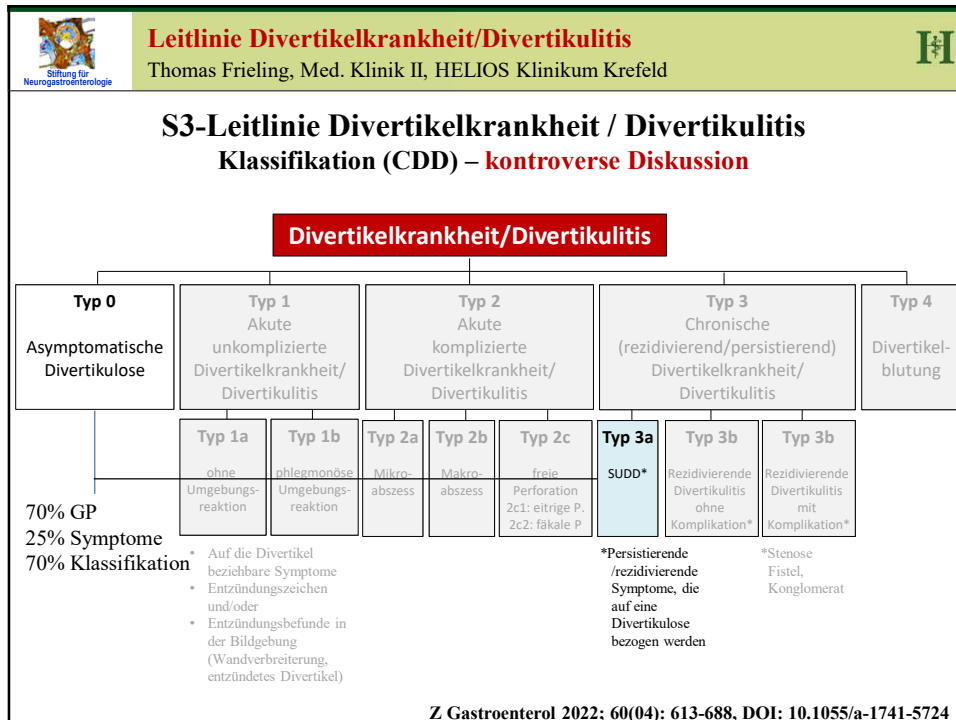 Stiftung für
Neurogastroenterologie
Leitlinie Divertikelkrankheit/Divertikulitis
Thomas Frieling, Med. Klinik II, HELIOS Klinikum Krefeld
H
S3-Leitlinie Divertikelkrankheit / Divertikulitis
Klassifikation (CDD) – kontroverse Diskussion
Divertikelkrankheit/Divertikulitis
Typ 0
Asymptomatische
Divertikulose
Typ 1
Akute
unkomplizierte
Divertikelkrankheit/
Divertikulitis
Typ 2
Akute
komplizierte
Divertikelkrankheit/
Divertikulitis
Typ 3
Chronische
(rezidivierend/persistierend)
Divertikelkrankheit/
Divertikulitis
Typ 4
Divertikel-
blutung
Typ 1a
ohne
Umgebungs-
reaktion
Typ 1b
phlegmonöse
Umgebungs-
reaktion
Typ 2a
Mikro-
abszess
Typ 2b
Makro-
abszess
Typ 2c
freie
Perforation
2c1: eitrige P.
2c2: fäkale P
Typ 3a
SUDD*
Typ 3b
Rezidivierende
Divertikulitis
ohne
Komplikation*
Typ 3b
Rezidivierende
Divertikulitis
mit
Komplikation*
70% GP
25% Symptome
70% Klassifikation
• Auf die Divertikel
beziehbare Symptome
• Entzündungszeichen
und/oder
• Entzündungsbefunde in
der Bildgebung
(Wandverbreiterung,
entzündetes Divertikel)
*Persistierende
/rezidivierende
Symptome, die
auf eine
Divertikulose
bezogen werden
*Stenose
Fistel,
Konglomerat
Z Gastroenterol 2022; 60(04): 613-688, DOI: 10.1055/a-1741-5724